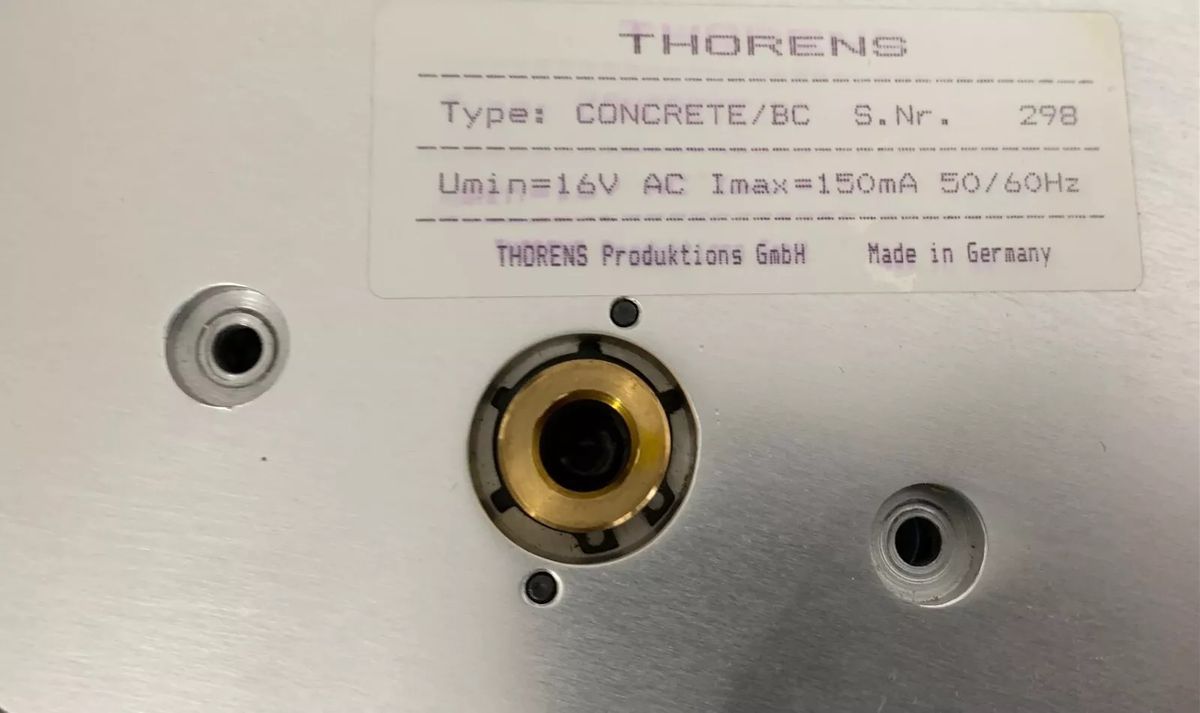 THORENS
Type: CONCRETE/BC S.Nr. 298
Umin=16V AC Imax=150mA 50/60Hz
THORENS Produktions GmbH Made in Germany